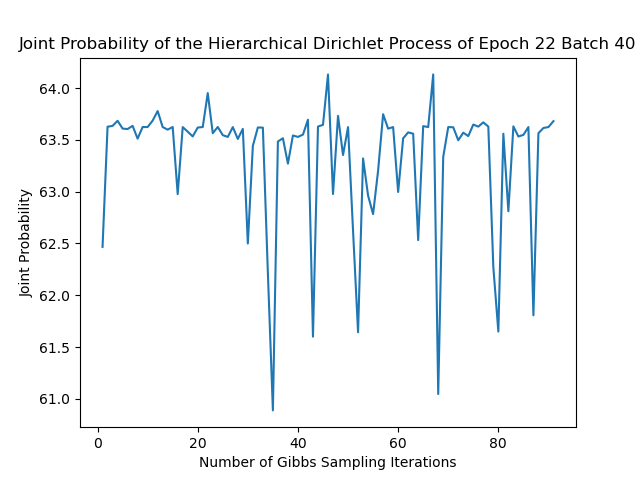 Joint Probability of the Hierarchical Dirichlet Process of Epoch 22 Batch 40
64.0
63.5
63.0
62.5
62.0
61.5
61.0
Joint Probability
0 20 40 60 80
Number of Gibbs Sampling Iterations